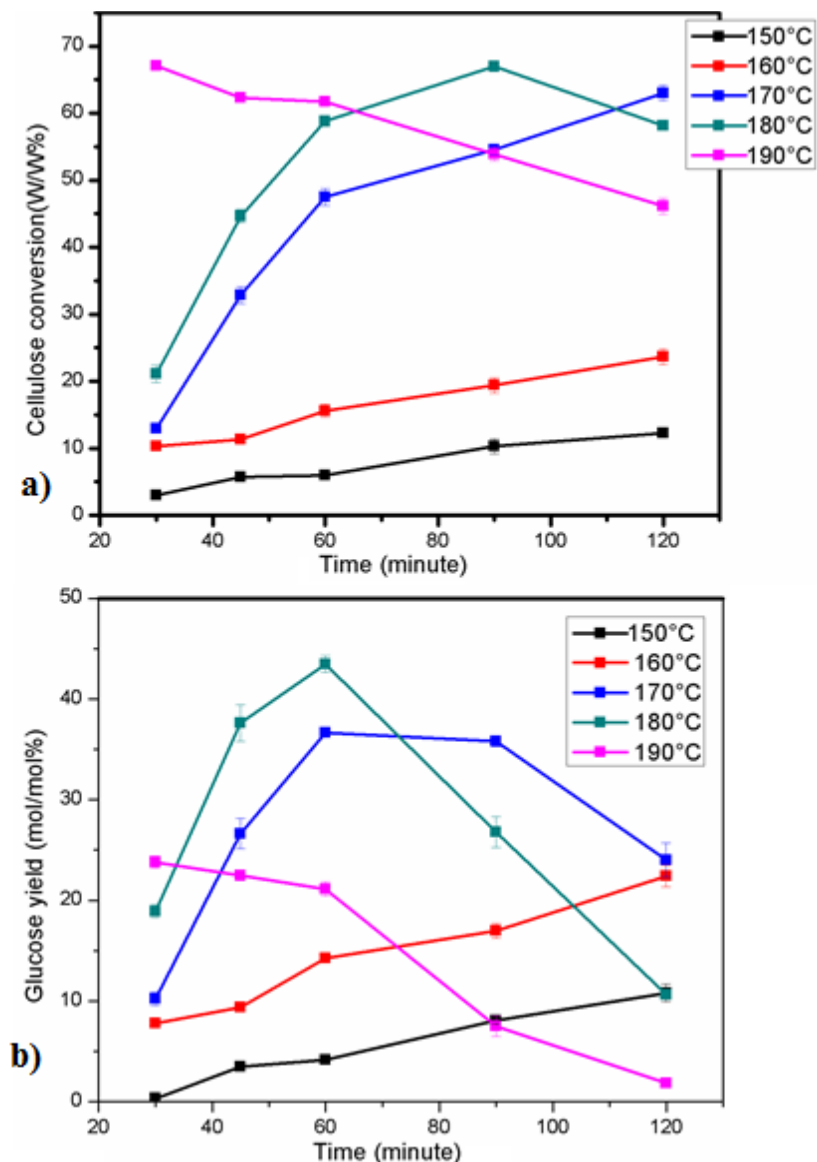 70
60
50
40
30
20
10
0
Cellulose conversion(W/W%)
a)
20 40 60 80 100 120
Time (minute)
150°C
160°C
170°C
180°C
190°C
50
40
30
20
10
0
Glucose yield (mol/mol%)
b)
150°C
160°C
170°C
180°C
190°C
20 40 60 80 100 120
Time (minute)